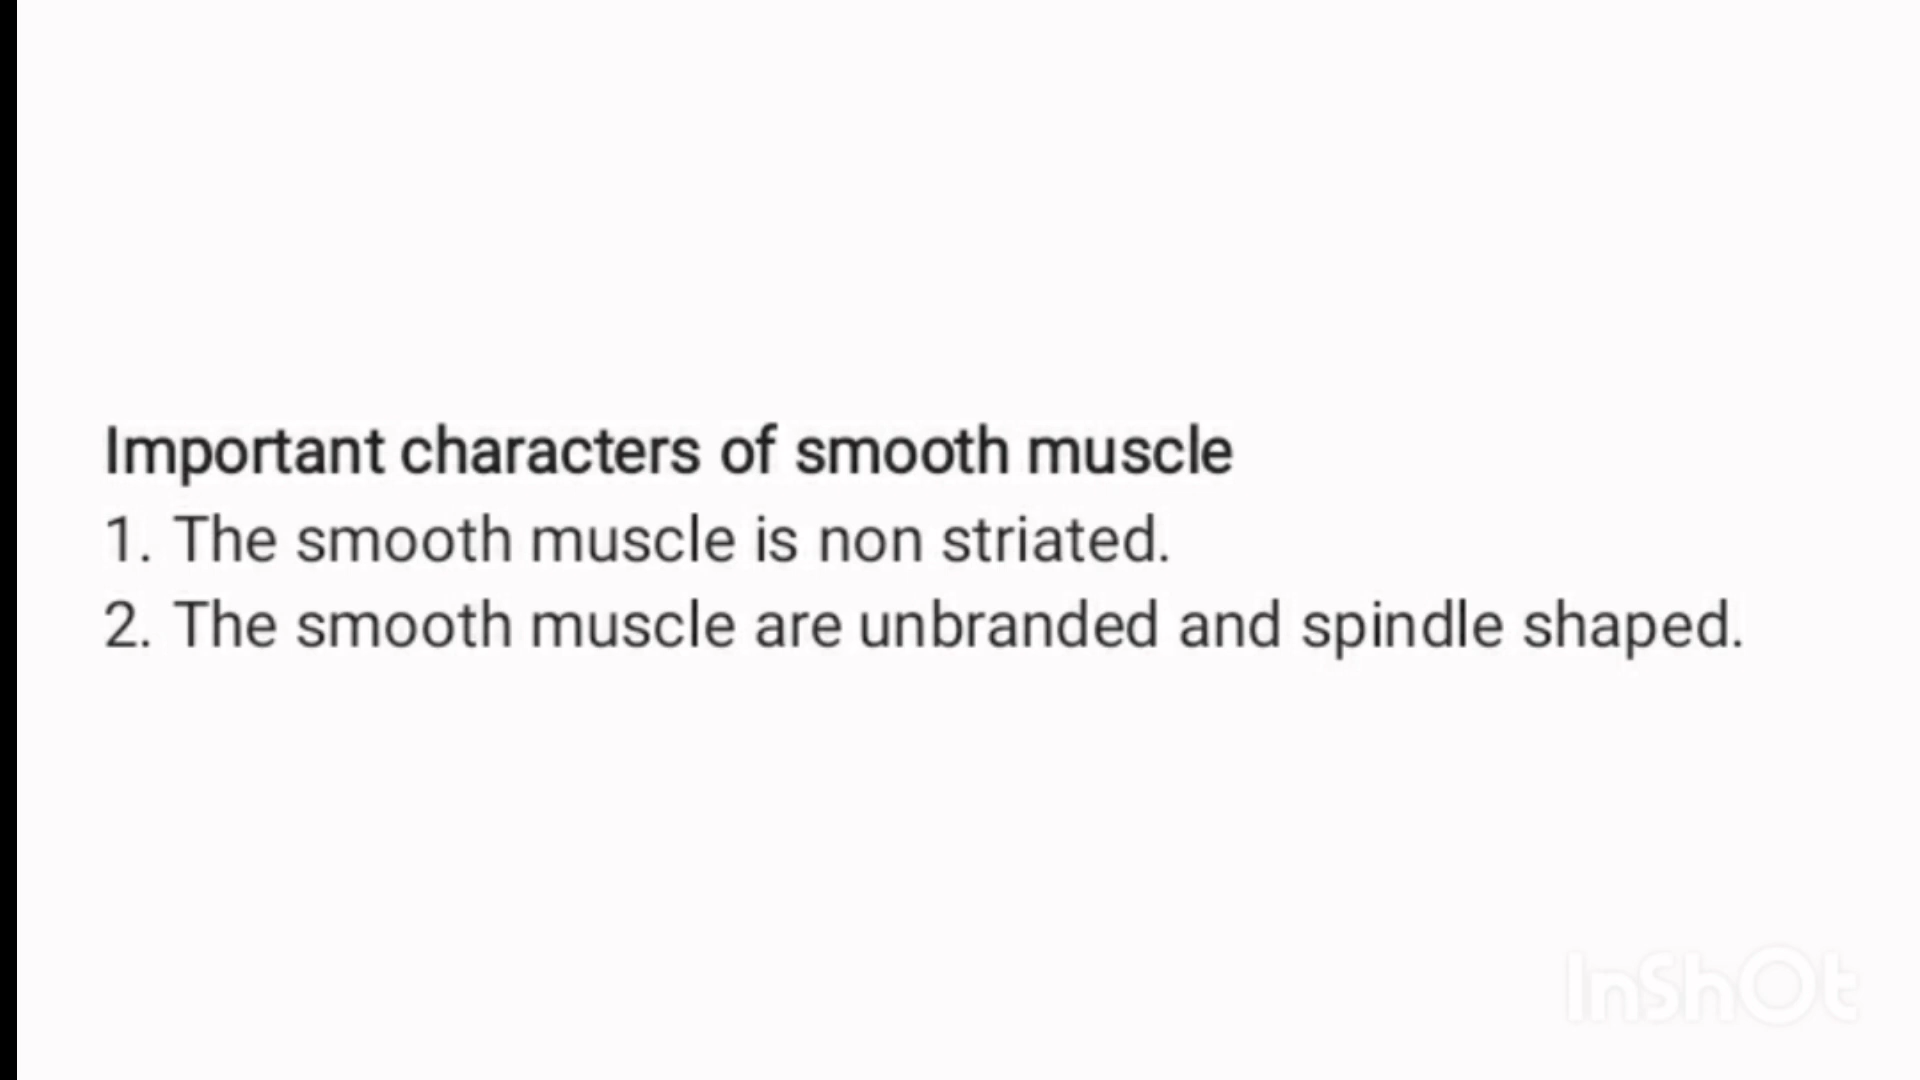 Important characters of smooth muscle
1. The smooth muscle is non striated.
2. The smooth muscle are unbranded and spindle shaped.
InShOt